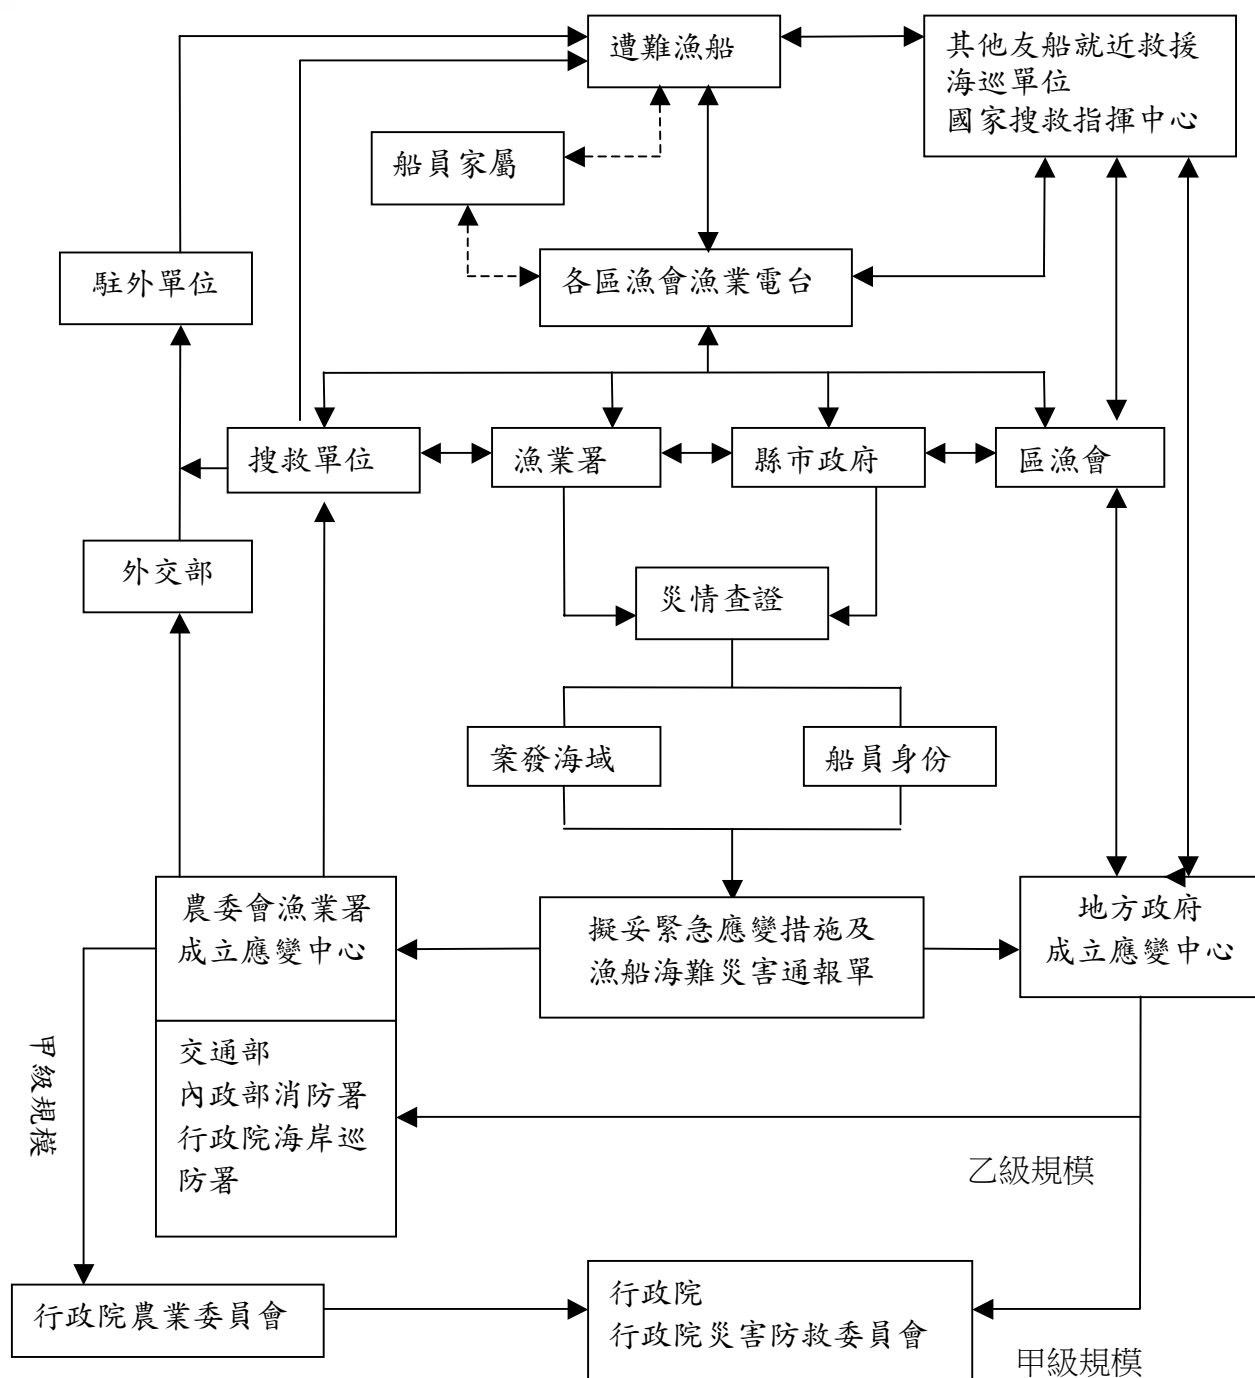 遭難漁船
其他友船就近救援
海巡單位
國家搜救指揮中心
船員家屬
駐外單位
各區漁會漁業電台
搜救單位
漁業署
縣市政府
區漁會
外交部
災情查證
案發海域
船員身份
農委會漁業署
成立應變中心
擬妥緊急應變措施及
漁船海難災害通報單
地方政府
成立應變中心
甲級規模
交通部
內政部消防署
行政院海岸巡
防署
乙級規模
行政院農業委員會
行政院
行政院災害防救委員會
甲級規模